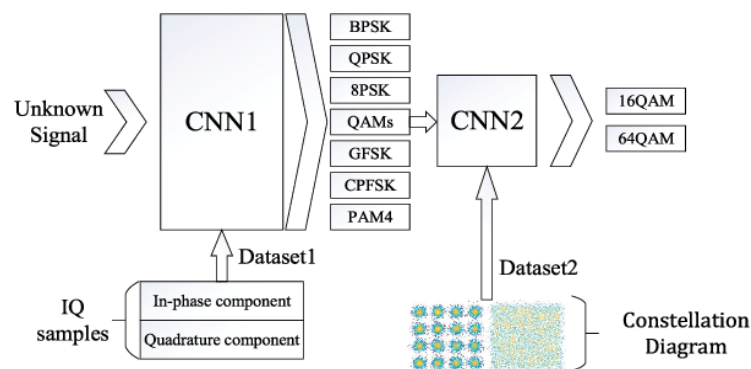 Unknown
Signal
CNN1
BPSK
QPSK
8PSK
QAMs
GFSK
CPFSK
PAM4
CNN2
16QAM
64QAM
Dataset1
Dataset2
IQ
samples
In-phase component
Quadrature component
Constellation
Diagram